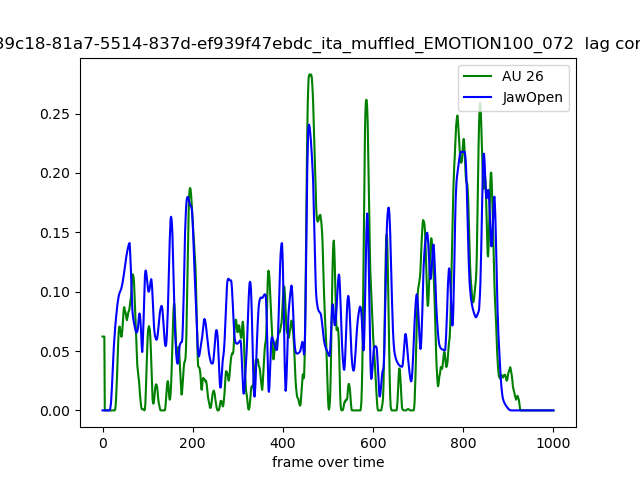 39c18-81a7-5514-837d-ef939f47ebdc_ita_muffled_EMOTION100_072 lag cor
AU 26
JawOpen
0.25
0.20
0.15
0.10
0.05
0.00
0 200 400 600 800 1000
frame over time